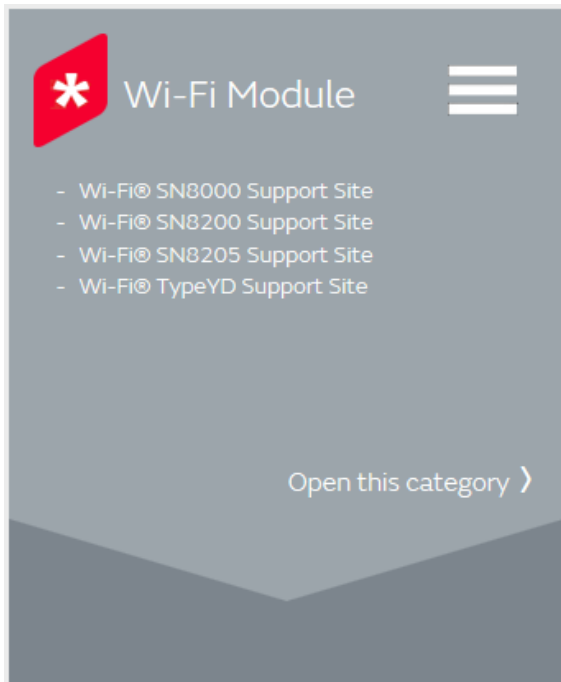 Wi-Fi Module
- Wi-Fi® SN8000 Support Site
- Wi-Fi® SN8200 Support Site
- Wi-Fi® SN8205 Support Site
- Wi-Fi® TypeYD Support Site
Open this category ⟩